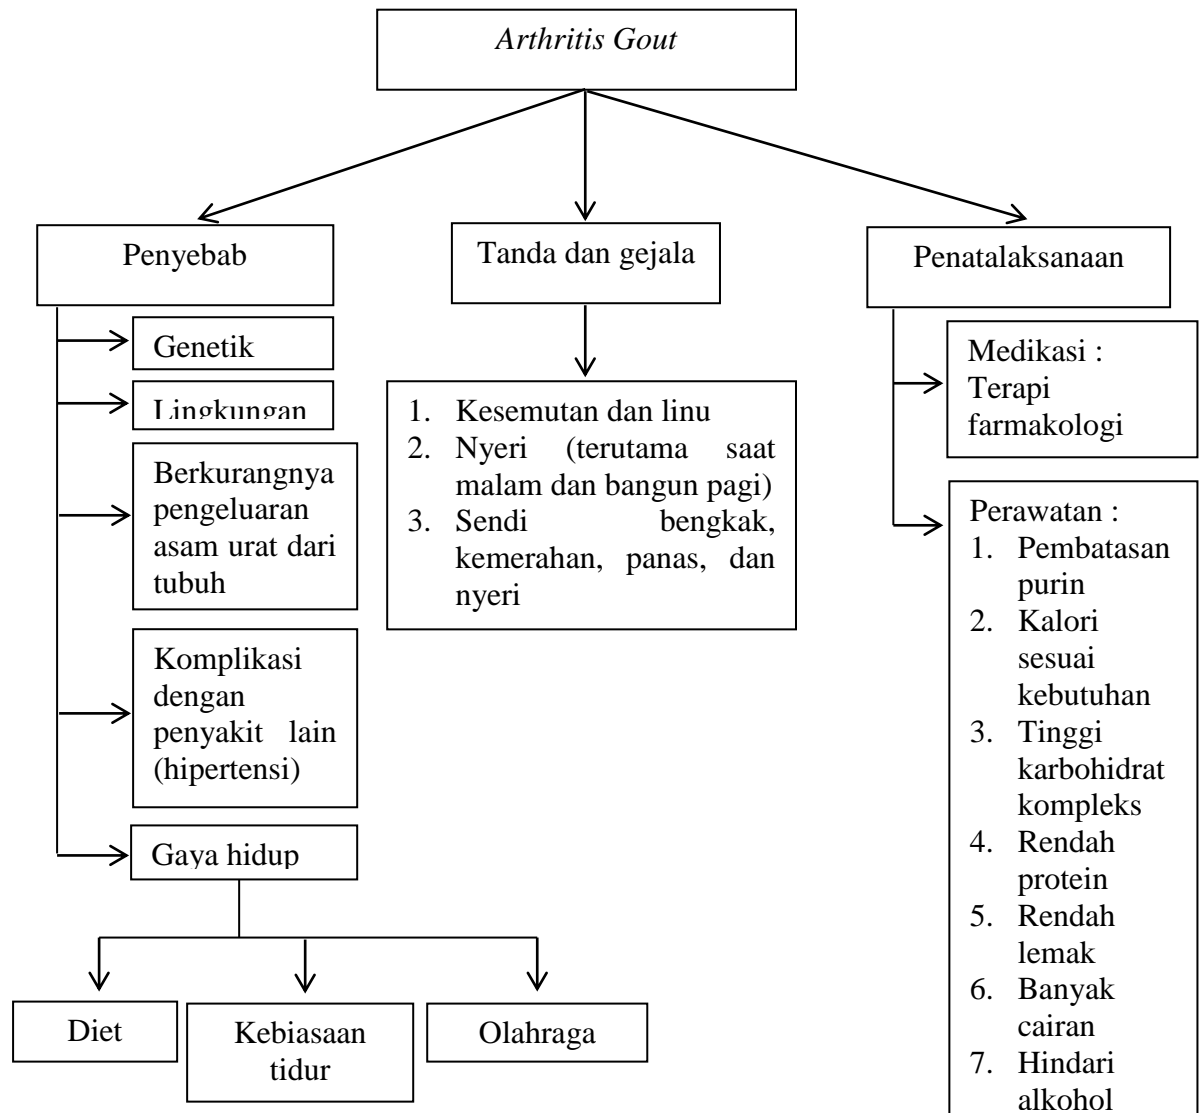 Arthritis Gout
Penyebab
Tanda dan gejala
Penatalaksanaan
Genetik
Lingkungan
Berkurangnya
pengeluaran
asam urat dari
tubuh
Komplikasi
dengan
penyakit lain
(hipertensi)
Gaya hidup
Diet
Kebiasaan
tidur
Olahraga
1. Kesemutan dan linu
2. Nyeri (terutama saat
malam dan bangun pagi)
3. Sendi bengkak,
kemerahan, panas, dan
nyeri
Medikasi :
Terapi
farmakologi
Perawatan :
1. Pembatasan
purin
2. Kalori
sesuai
kebutuhan
3. Tinggi
karbohidrat
kompleks
4. Rendah
protein
5. Rendah
lemak
6. Banyak
cairan
7. Hindari
alkohol